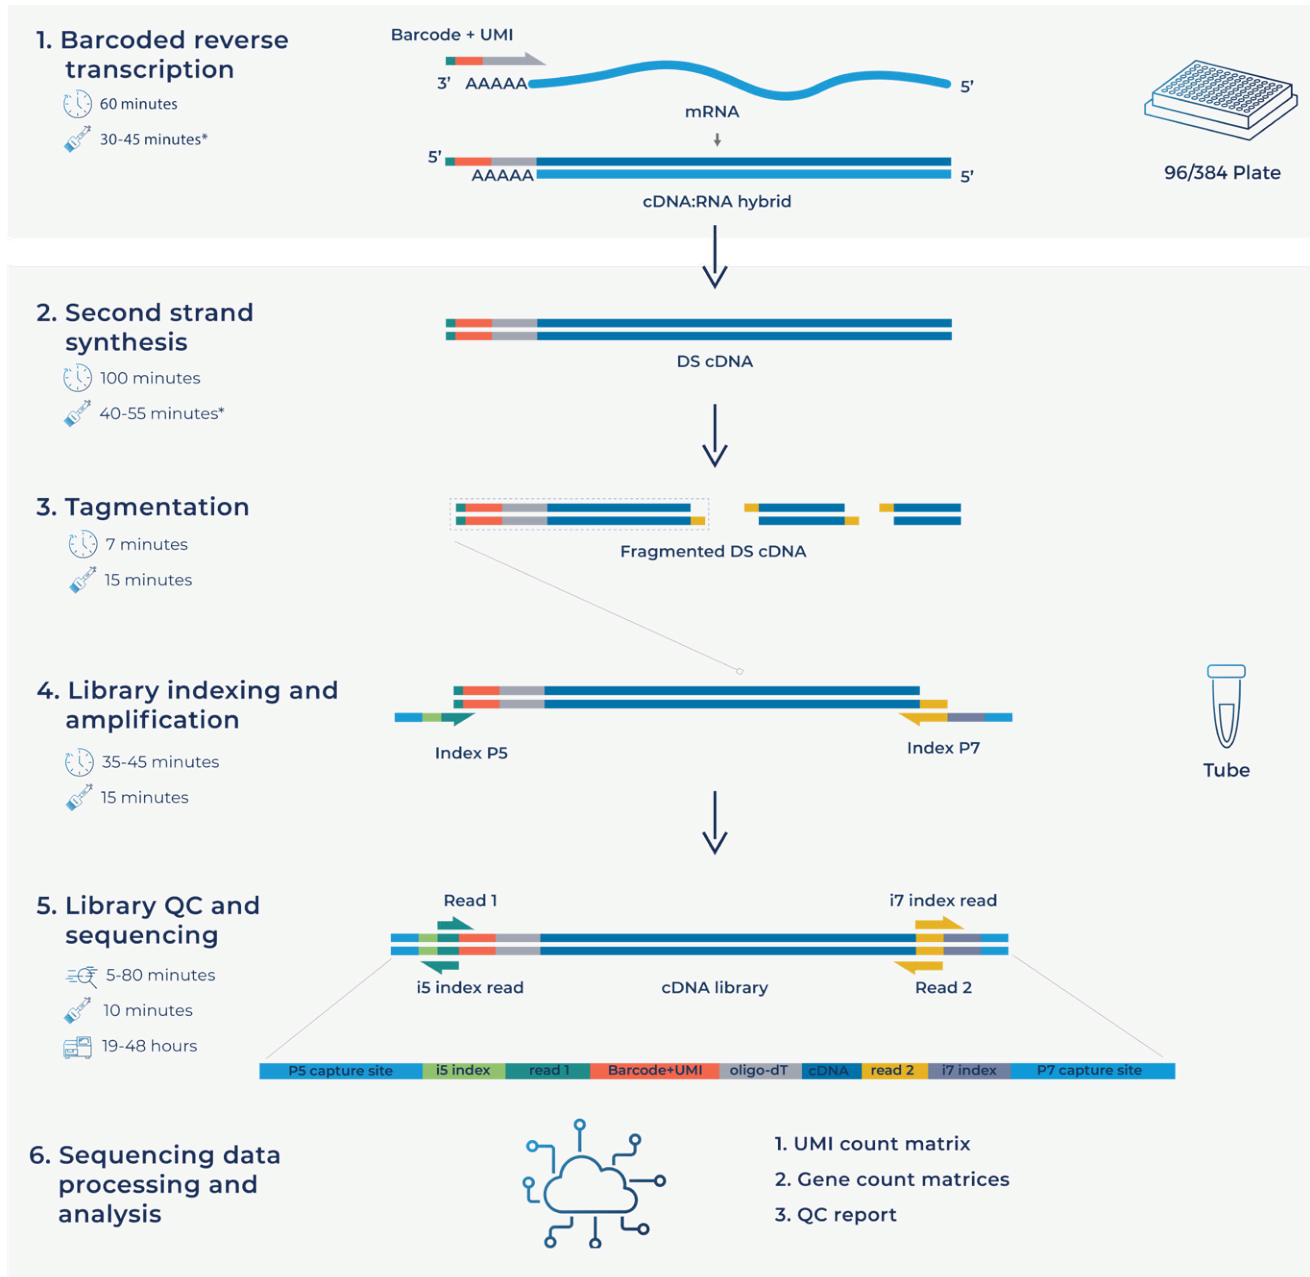 1. Barcoded reverse
transcription
60 minutes
30-45 minutes*
Barcode + UMI
3’ AAAAA
5’
mRNA
5’
AAAAA
5’
cDNA:RNA hybrid
96/384 Plate
2. Second strand
synthesis
100 minutes
40-55 minutes*
DS cDNA
3. Tagmentation
7 minutes
15 minutes
Fragmented DS cDNA
4. Library indexing and
amplification
35-45 minutes
15 minutes
Index P5
Index P7
Tube
5. Library QC and
sequencing
5-80 minutes
10 minutes
19-48 hours
Read 1
i7 index read
i5 index read
cDNA library
Read 2
P5 capture site i5 index read 1 Barcode+UMI oligo-dT cDNA read 2 i7 index P7 capture site
6. Sequencing data
processing and
analysis
1. UMI count matrix
2. Gene count matrices
3. QC report